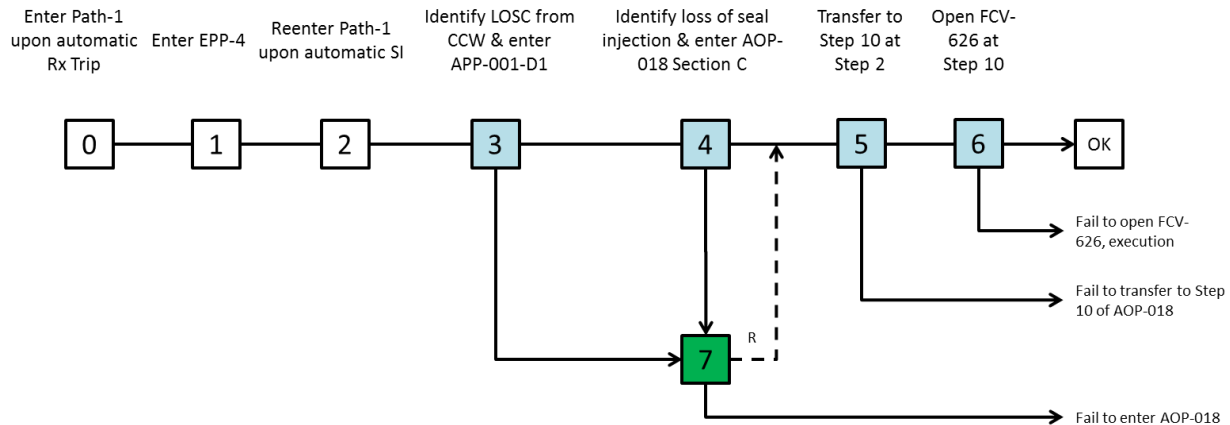 Enter Path-1
upon automatic
Rx Trip
Enter EPP-4
Reenter Path-1
upon automatic SI
Identify LOSC from
CCW & enter
APP-001-D1
Identify loss of seal
injection & enter AOP-
018 Section C
Transfer to
Step 10 at
Step 2
Open FCV-
626 at
Step 10
0
1
2
3
4
5
6
OK
Fail to open FCV-
626, execution
Fail to transfer to Step
10 of AOP-018
7
R
Fail to enter AOP-018